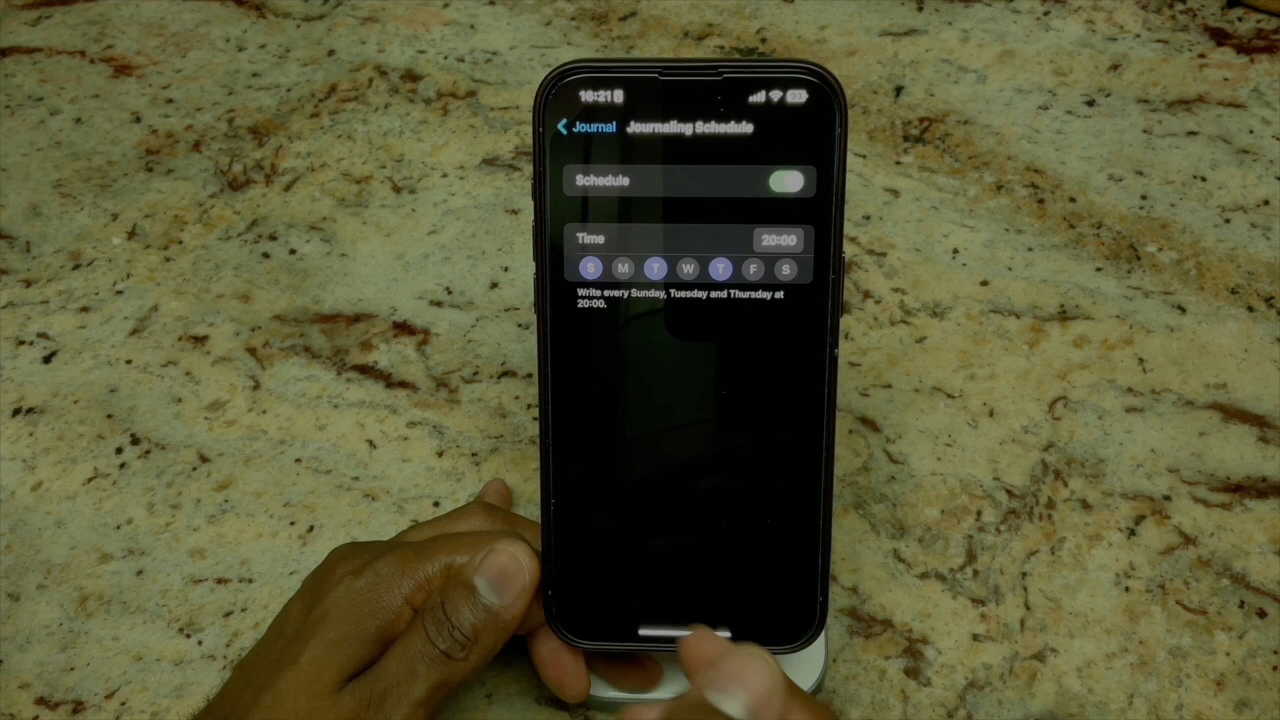 16:21
Journal Journaling Schedule
Schedule
Time 20:00
S M T W T F S
Write every Sunday, Tuesday and Thursday at
20:00.